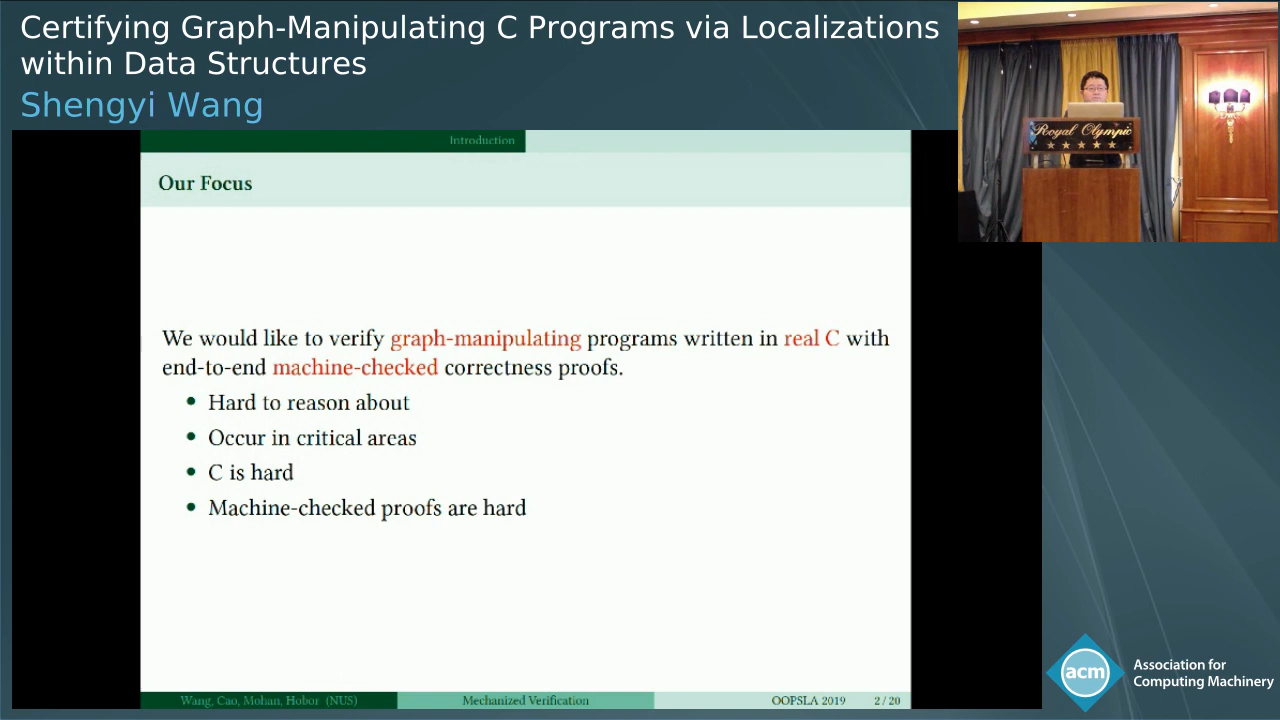 Certifying Graph-Manipulating C Programs via Localizations
within Data Structures
Shengyi Wang
Royal Olympic
Introduction
Our Focus
We would like to verify graph-manipulating programs written in real C with
end-to-end machine-checked correctness proofs.
• Hard to reason about
• Occur in critical areas
• C is hard
• Machine-checked proofs are hard
Wang, Cao, Mohan, Hobor (NUS) Mechanized Verification OOPSLA 2019 2 / 20
acm
Association for
Computing Machinery